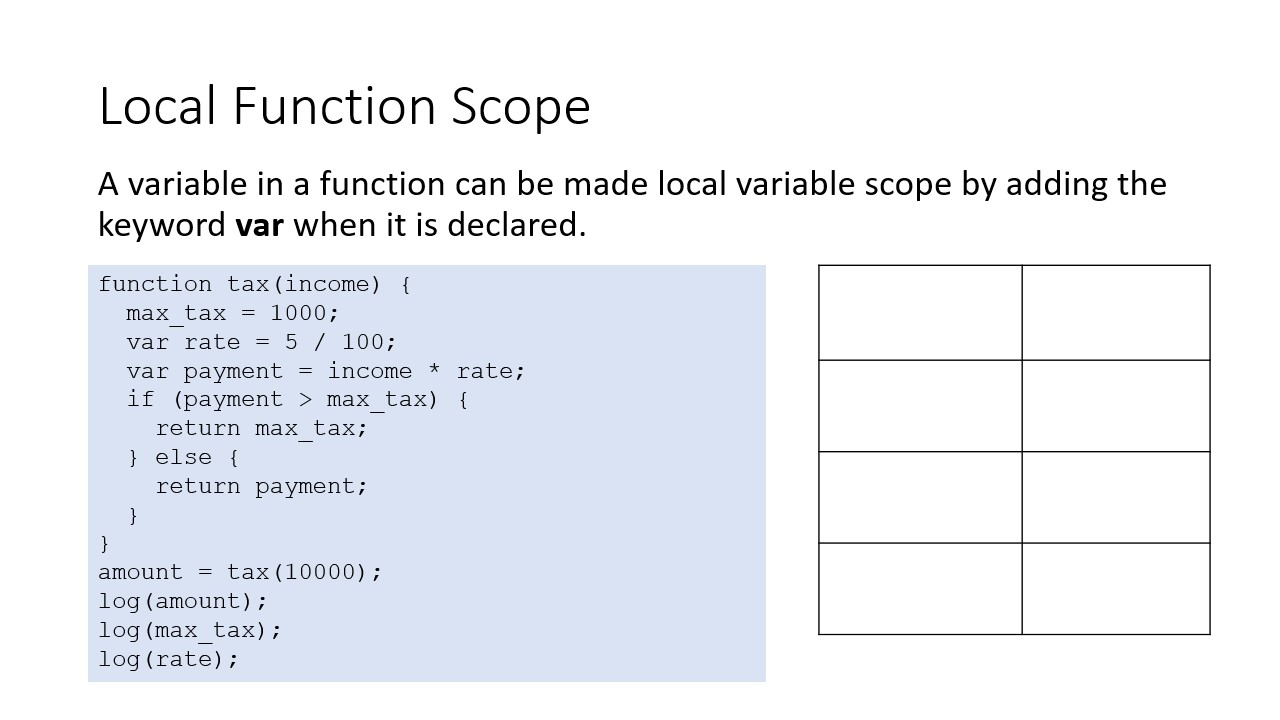 Local Function Scope
A variable in a function can be made local variable scope by adding the
keyword var when it is declared.
function tax(income) {
  max_tax = 1000;
  var rate = 5 / 100;
  var payment = income * rate;
  if (payment > max_tax) {
    return max_tax;
  } else {
    return payment;
  }
}
amount = tax(10000);
log(amount);
log(max_tax);
log(rate);